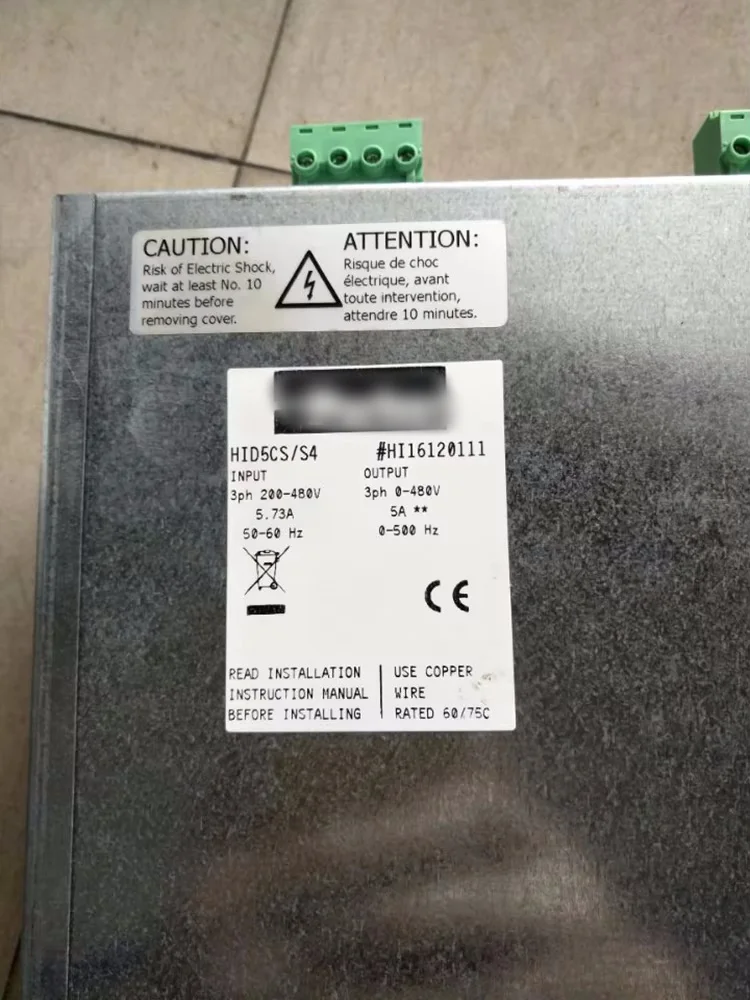 CAUTION:
Risk of Electric Shock,
wait at least No. 10
minutes before
removing cover.
ATTENTION:
Risque de choc
électrique, avant
toute intervention,
attendre 10 minutes.
HID5CS/S4
#HI16120111
INPUT
3ph 200-480V
5.73A
50-60 Hz
OUTPUT
3ph 0-480V
5A **
0-500 Hz
CE
READ INSTALLATION
INSTRUCTION MANUAL
BEFORE INSTALLING
USE COPPER
WIRE
RATED 60/75C